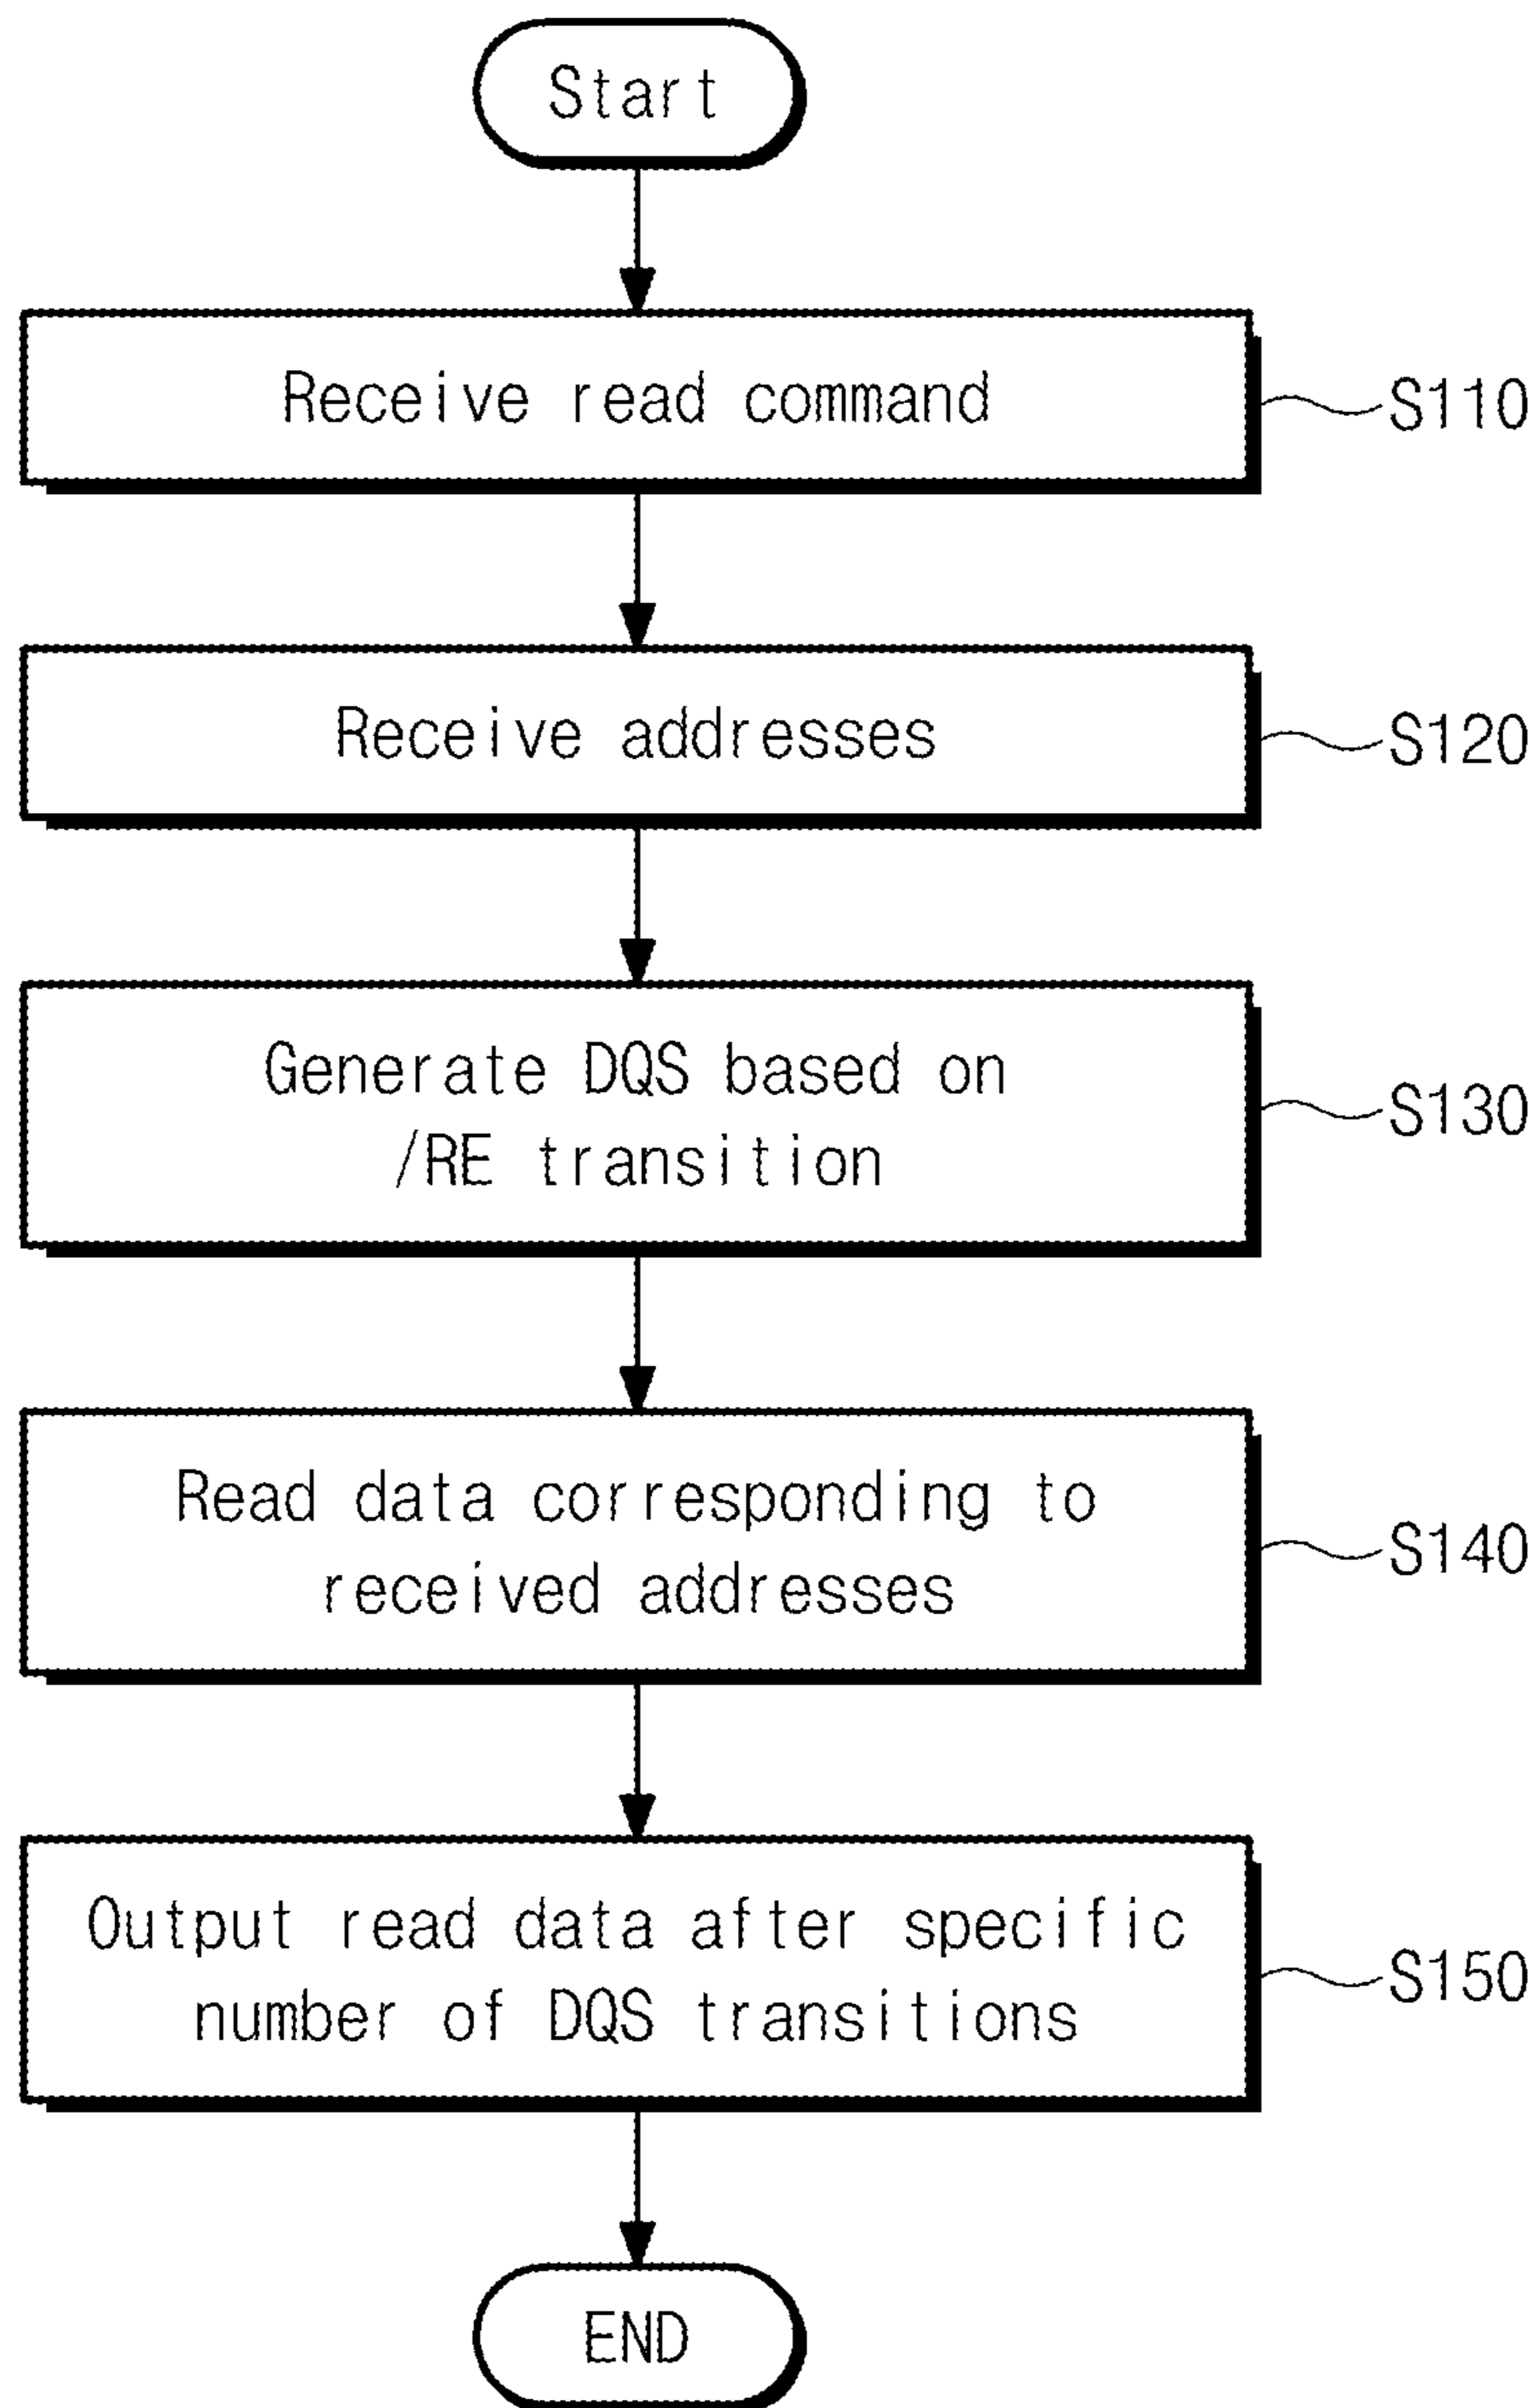 Start
Receive read command
S110
Receive addresses
S120
Generate DQS based on
/RE transition
S130
Read data corresponding to
received addresses
S140
Output read data after specific
number of DQS transitions
S150
END